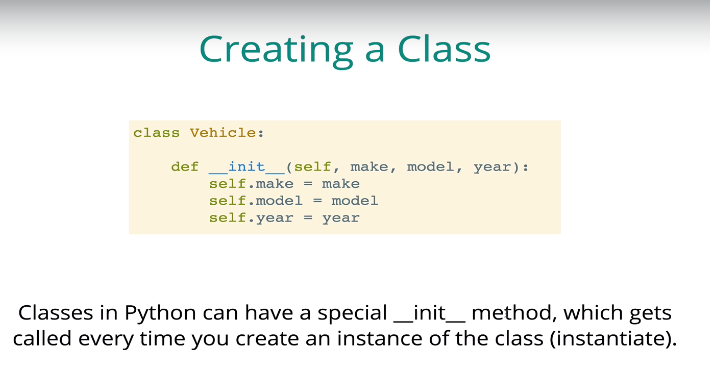 Creating a Class
class Vehicle:
def __init__(self, make, model, year):
self.make = make
self.model = model
self.year = year
Classes in Python can have a special __init__ method, which gets
called every time you create an instance of the class (instantiate).